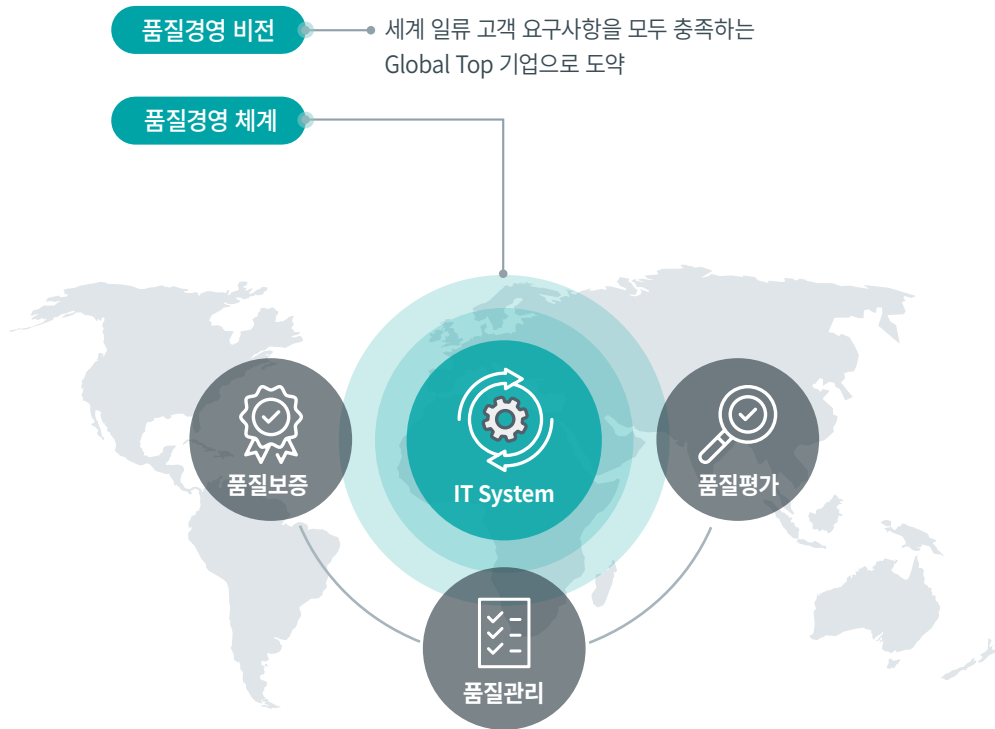 품질경영 비전
세계 일류 고객 요구사항을 모두 충족하는
Global Top 기업으로 도약
품질경영 체계
품질보증
IT System
품질평가
품질관리